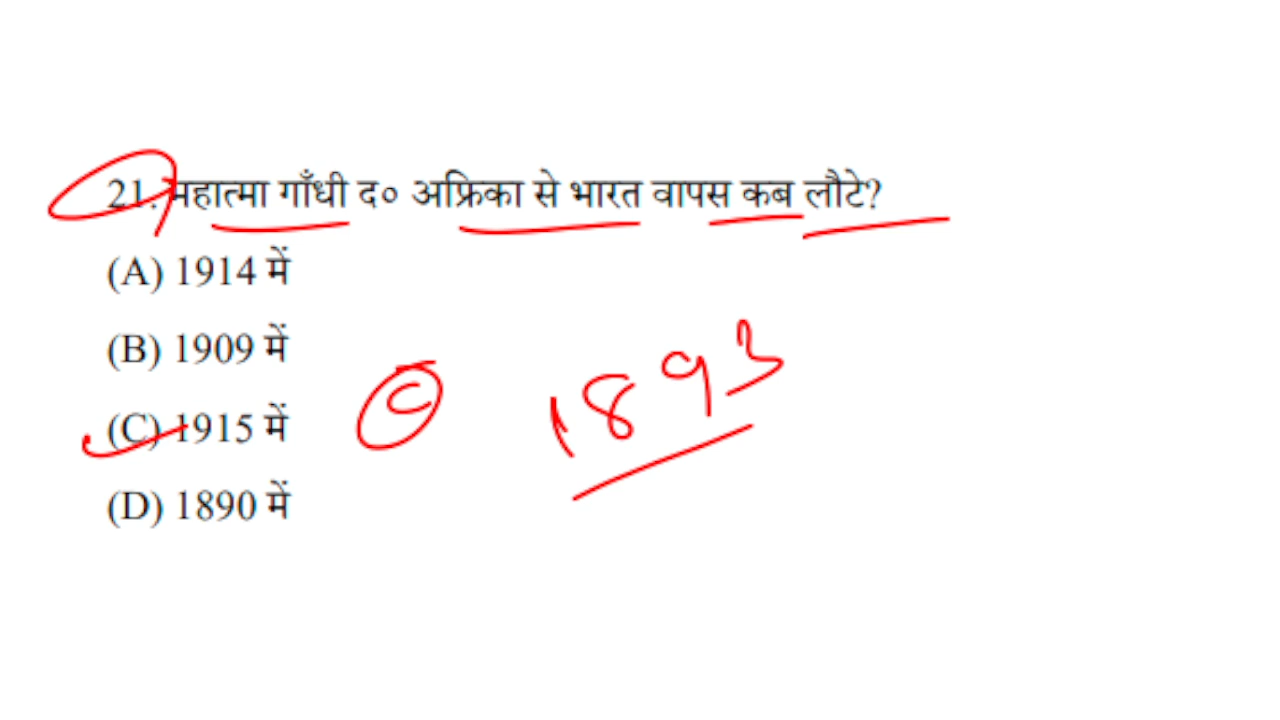 21. महात्मा गाँधी द० अफ्रिका से भारत वापस कब लौटे?
(A) 1914 में
(B) 1909 में
(C) 1915 में
(D) 1890 में
C
1893